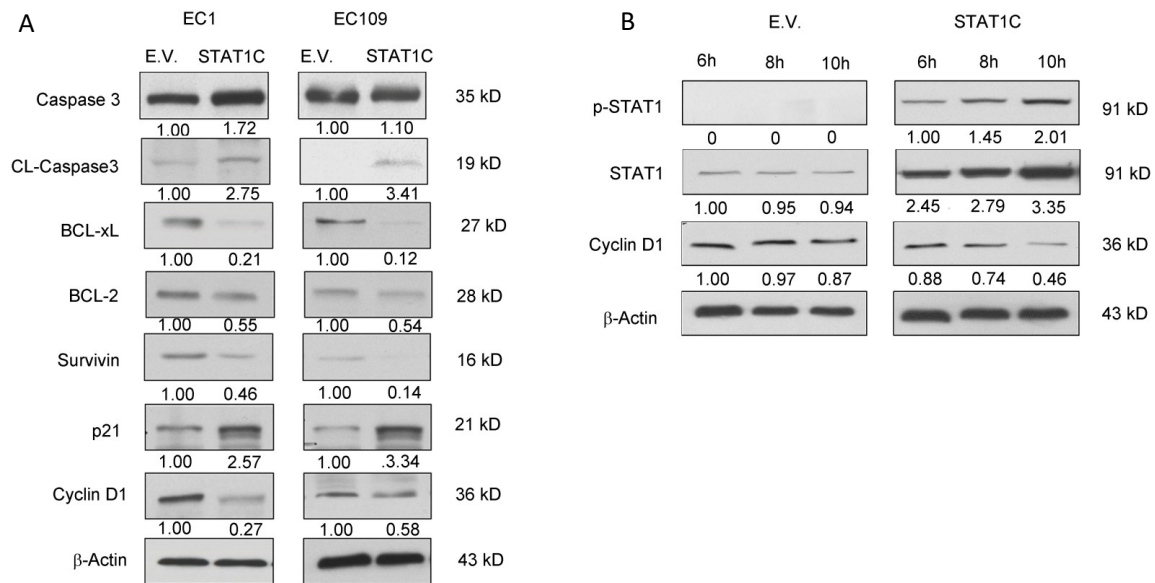 A
EC1 EC109
E.V. STAT1C E.V. STAT1C
Caspase 3 35 kD
1.00 1.72 1.00 1.10
CL-Caspase3 19 kD
1.00 2.75 1.00 3.41
BCL-xL 27 kD
1.00 0.21 1.00 0.12
BCL-2 28 kD
1.00 0.55 1.00 0.54
Survivin 16 kD
1.00 0.46 1.00 0.14
p21 21 kD
1.00 2.57 1.00 .3.34
Cyclin D1 36 kD
1.00 0.27 1.00 0.58
β-Actin 43 kD
B
E.V. STAT1C
6h 8h 10h 6h 8h 10h
p-STAT1 91 kD
0 0 0 1.00 1.45 2.01
STAT1 91 kD
1.00 0.95 0.94 2.45 2.79 3.35
Cyclin D1 36 kD
1.00 0.97 0.87 0.88 0.74 0.46
β-Actin 43 kD